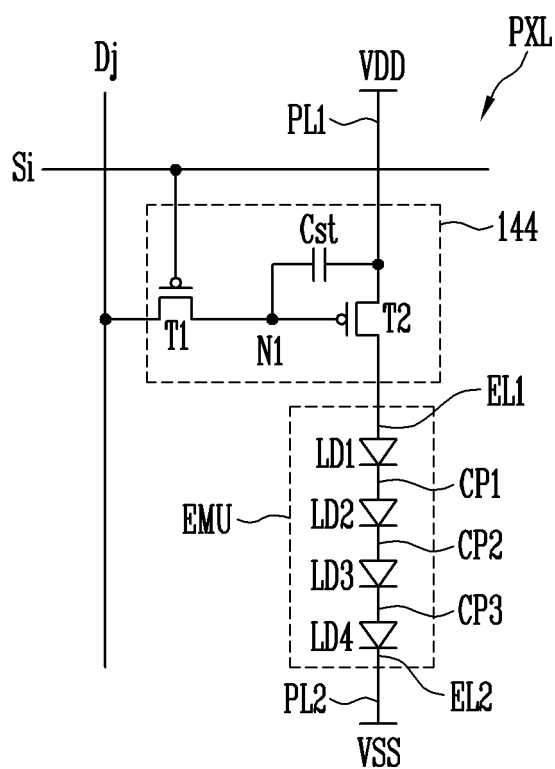 PXL
Dj
VDD
PL1
Si
Cst
144
T1
N1
T2
EL1
LD1
CP1
EMU
LD2
CP2
LD3
CP3
LD4
PL2
EL2
VSS